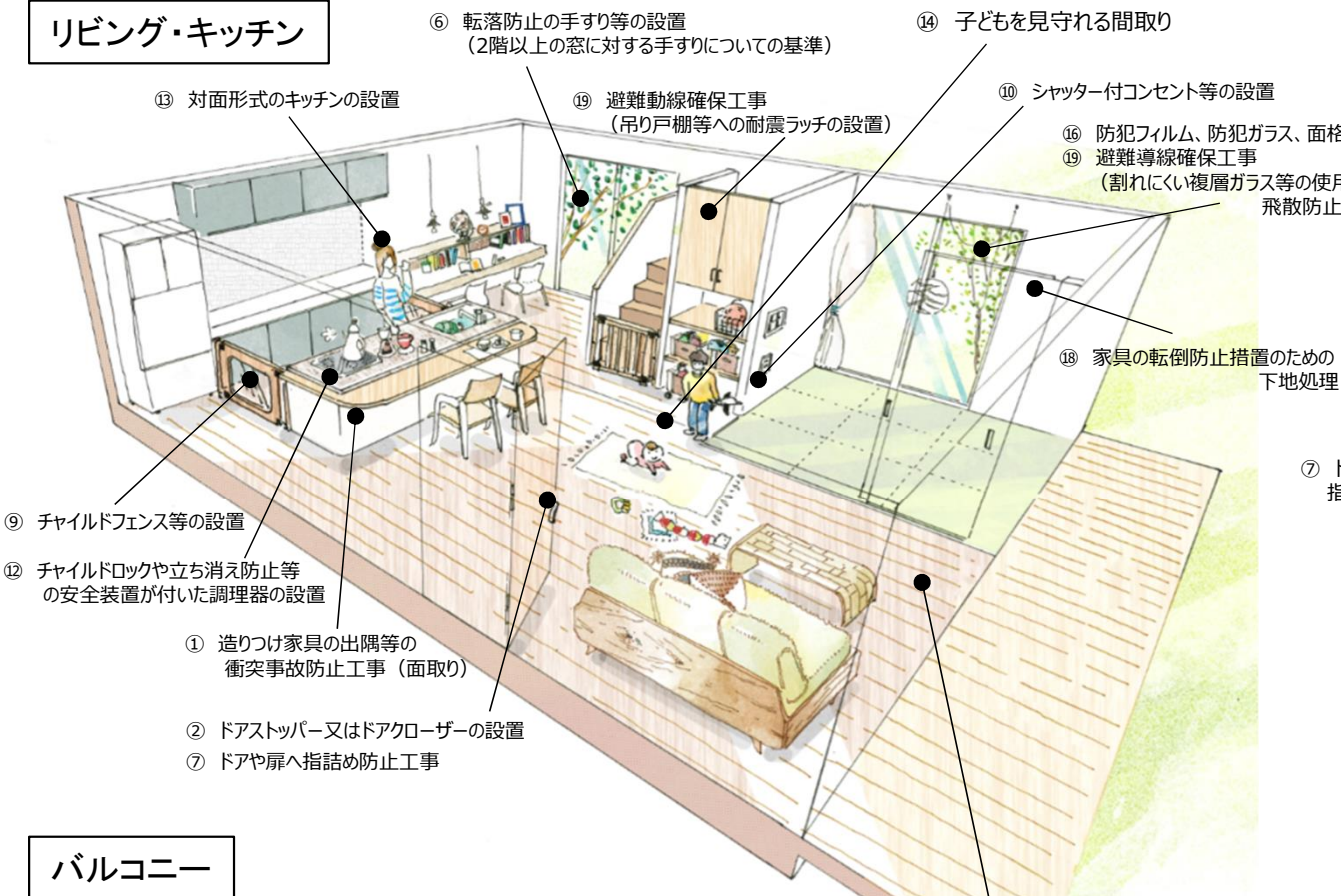 リビング・キッチン
⑥ 転落防止の手すり等の設置
（2階以上の窓に対する手すりについての基準）
⑭ 子どもを見守れる間取り
⑬ 対面形式のキッチンの設置
⑲ 避難動線確保工事
（吊り戸棚等への耐震ラッチの設置）
⑩ シャッター付コンセント等の設置
⑯ 防犯フィルム、防犯ガラス、面格
⑲ 避難導線確保工事
（割れにくい複層ガラス等の使用
飛散防止
⑱ 家具の転倒防止措置のための
下地処理
⑦
指
⑨ チャイルドフェンス等の設置
⑫ チャイルドロックや立ち消え防止等
の安全装置が付いた調理器の設置
① 造りつけ家具の出隅等の
衝突事故防止工事（面取り）
② ドアストッパー又はドアクローザーの設置
⑦ ドアや扉へ指詰め防止工事
バルコニー